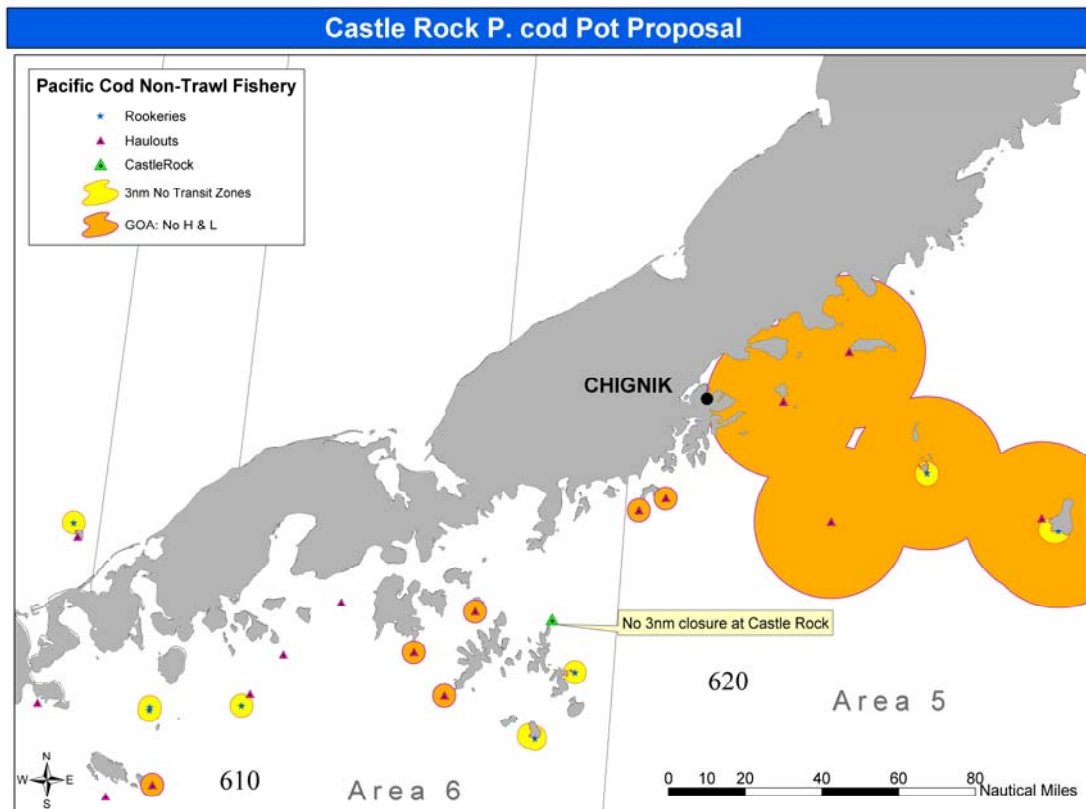 Castle Rock P. cod Pot Proposal
Pacific Cod Non-Trawl Fishery
Rookeries
Haulouts
CastleRock
3nm No Transit Zones
GOA: No H & L
CHIGNIK
No 3nm closure at Castle Rock
620
Area 5
610
Area 6
N
W E
S
0 10 20 40 60 80
Nautical Miles